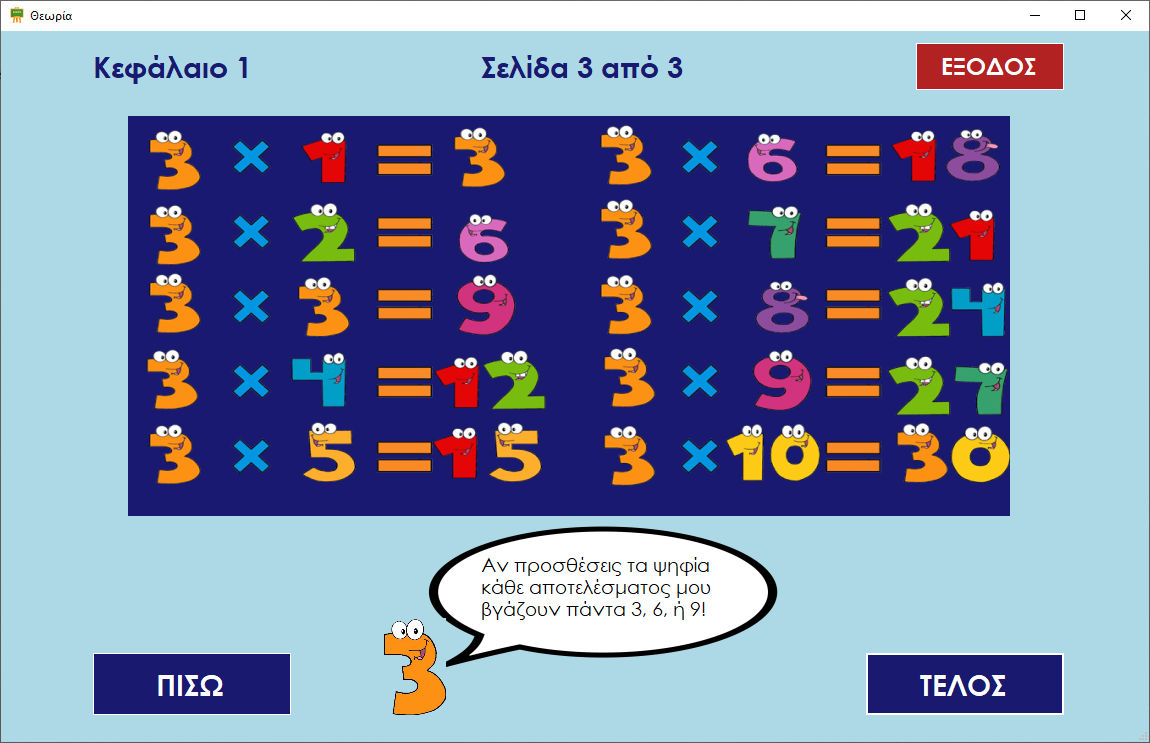 Θεωρία
Κεφάλαιο 1
Σελίδα 3 από 3
ΕΞΟΔΟΣ
3 × 1 = 3
3 × 2 = 6
3 × 3 = 9
3 × 4 = 12
3 × 5 = 15
3 × 6 = 18
3 × 7 = 21
3 × 8 = 24
3 × 9 = 27
3 × 10 = 30
Αν προσθέσεις τα ψηφία
κάθε αποτελέσματος μου
βγάζουν πάντα 3, 6, ή 9!
3
ΠΙΣΩ
ΤΕΛΟΣ